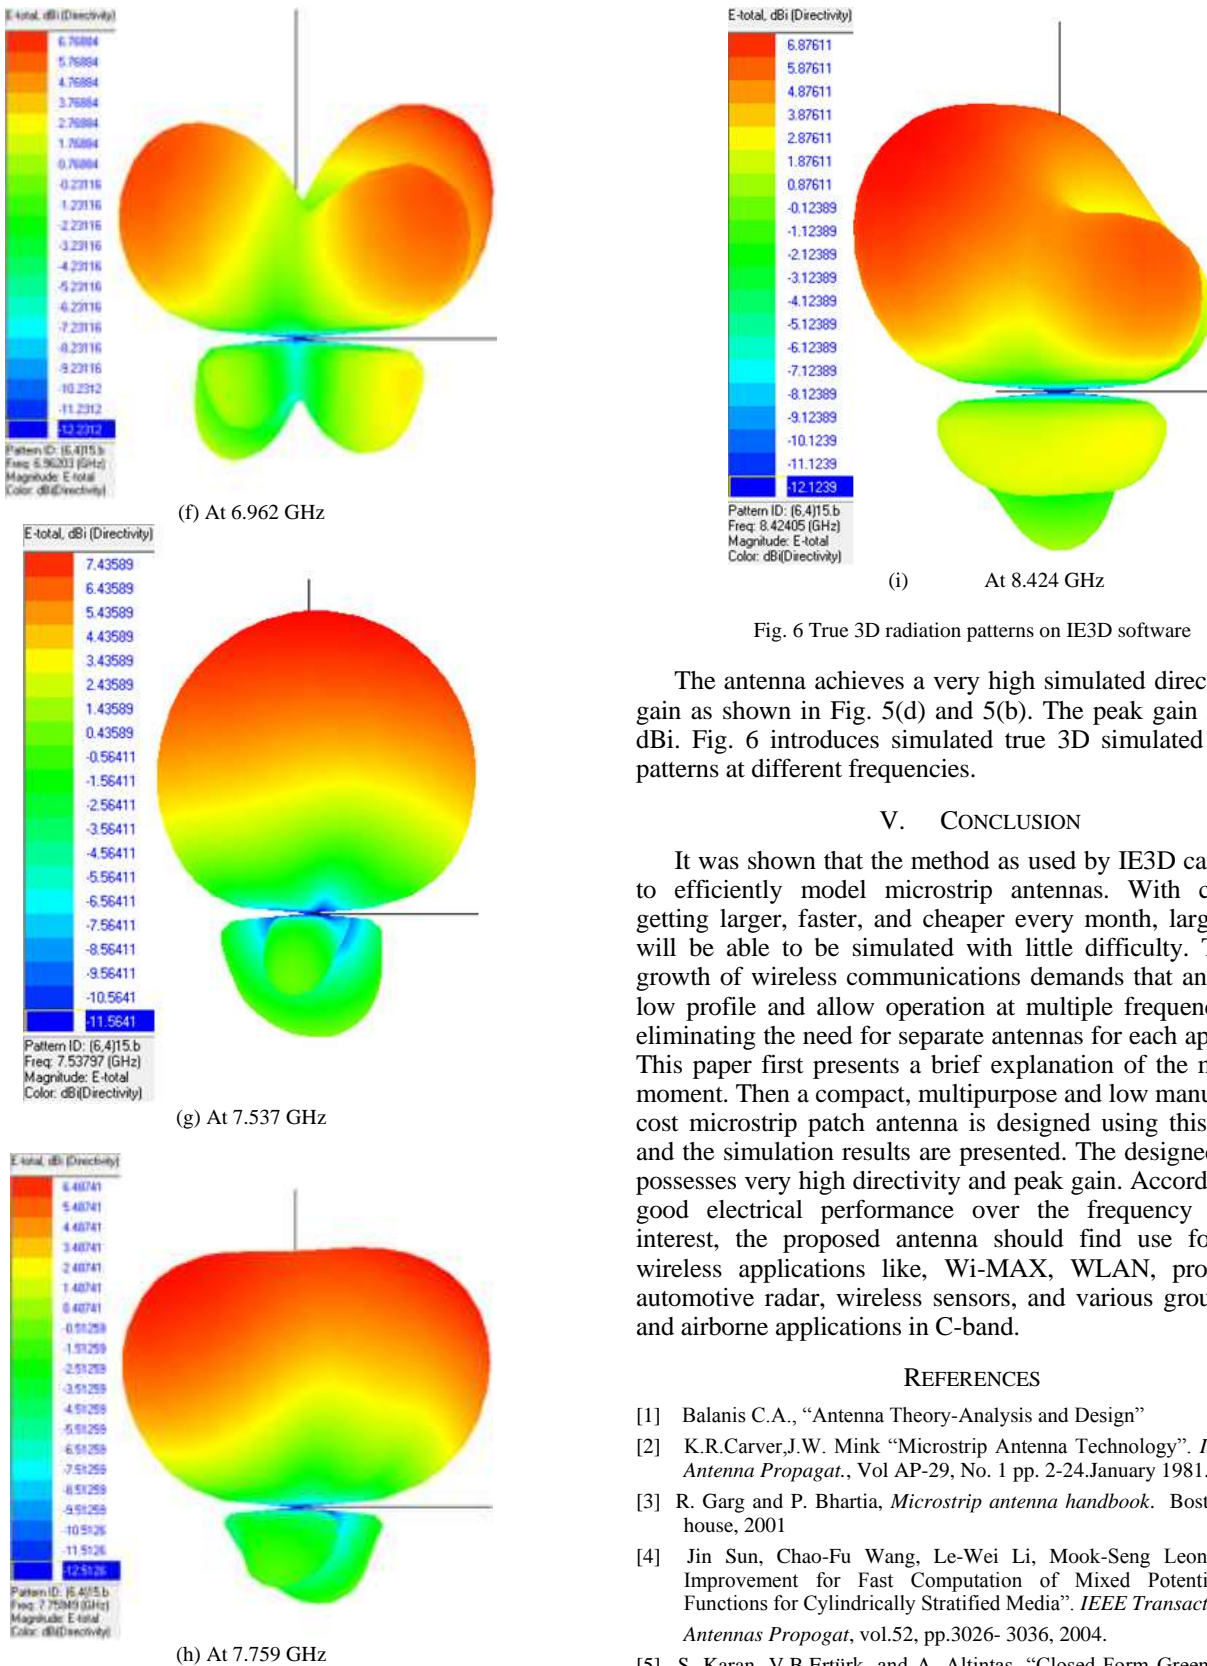 E-total, dBi (Directivity)
6.76884
5.76884
4.76884
3.76884
2.76884
1.76884
0.76884
-0.23116
-1.23116
-2.23116
-3.23116
-4.23116
-5.23116
-6.23116
-7.23116
-8.23116
-9.23116
-10.2312
-11.2312
-12.2312
Pattern ID: (6,4)15.b
Freq: 6.96203 (GHz)
Magnitude: E-total
Color: dBi(Directivity)
(f) At 6.962 GHz
E-total, dBi (Directivity)
7.43589
6.43589
5.43589
4.43589
3.43589
2.43589
1.43589
0.43589
-0.56411
-1.56411
-2.56411
-3.56411
-4.56411
-5.56411
-6.56411
-7.56411
-8.56411
-9.56411
-10.5641
-11.5641
Pattern ID: (6,4)15.b
Freq: 7.53797 (GHz)
Magnitude: E-total
Color: dBi(Directivity)
(g) At 7.537 GHz
E-total, dBi (Directivity)
6.48741
5.48741
4.48741
3.48741
2.48741
1.48741
0.48741
-0.51259
-1.51259
-2.51259
-3.51259
-4.51259
-5.51259
-6.51259
-7.51259
-8.51259
-9.51259
-10.5126
-11.5126
-12.5126
Pattern ID: (6,4)15.b
Freq: 7.75949 (GHz)
Magnitude: E-total
Color: dBi(Directivity)
(h) At 7.759 GHz
E-total, dBi (Directivity)
6.87611
5.87611
4.87611
3.87611
2.87611
1.87611
0.87611
-0.12389
-1.12389
-2.12389
-3.12389
-4.12389
-5.12389
-6.12389
-7.12389
-8.12389
-9.12389
-10.1239
-11.1239
-12.1239
Pattern ID: (6,4)15.b
Freq: 8.42405 (GHz)
Magnitude: E-total
Color: dBi(Directivity)
(i) At 8.424 GHz
Fig. 6 True 3D radiation patterns on IE3D software
The antenna achieves a very high simulated direc
gain as shown in Fig. 5(d) and 5(b). The peak gain
dBi. Fig. 6 introduces simulated true 3D simulated
patterns at different frequencies.
V. CONCLUSION
It was shown that the method as used by IE3D ca
to efficiently model microstrip antennas. With c
getting larger, faster, and cheaper every month, larg
will be able to be simulated with little difficulty. T
growth of wireless communications demands that an
low profile and allow operation at multiple frequenc
eliminating the need for separate antennas for each ap
This paper first presents a brief explanation of the m
moment. Then a compact, multipurpose and low manu
cost microstrip patch antenna is designed using this
and the simulation results are presented. The designed
possesses very high directivity and peak gain. Accord
good electrical performance over the frequency
interest, the proposed antenna should find use fo
wireless applications like, Wi-MAX, WLAN, pro
automotive radar, wireless sensors, and various grou
and airborne applications in C-band.
REFERENCES
[1] Balanis C.A., “Antenna Theory-Analysis and Design”
[2] K.R.Carver,J.W. Mink “Microstrip Antenna Technology”. I
Antenna Propagat., Vol AP-29, No. 1 pp. 2-24.January 1981.
[3] R. Garg and P. Bhartia, Microstrip antenna handbook. Bost
house, 2001
[4] Jin Sun, Chao-Fu Wang, Le-Wei Li, Mook-Seng Leon
Improvement for Fast Computation of Mixed Potenti
Functions for Cylindrically Stratified Media”. IEEE Transact
Antennas Propogat, vol.52, pp.3026- 3036, 2004.
[5] S. Karan, V.B.Ertürk, and A. Altintas, “Closed-Form Green